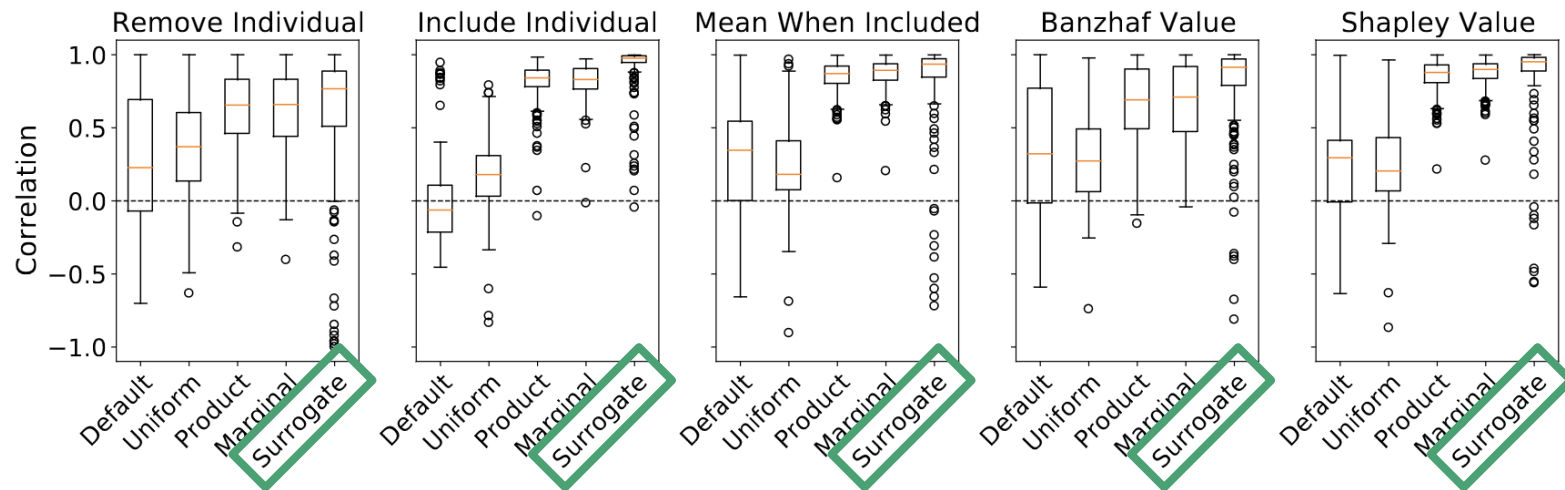 Remove Individual
Include Individual
Mean When Included
Banzhaf Value
Shapley Value
Correlation
1.0
0.5
0.0
−0.5
−1.0
Default
Uniform
Product
Marginal
Surrogate
Default
Uniform
Product
Marginal
Surrogate
Default
Uniform
Product
Marginal
Surrogate
Default
Uniform
Product
Marginal
Surrogate
Default
Uniform
Product
Marginal
Surrogate